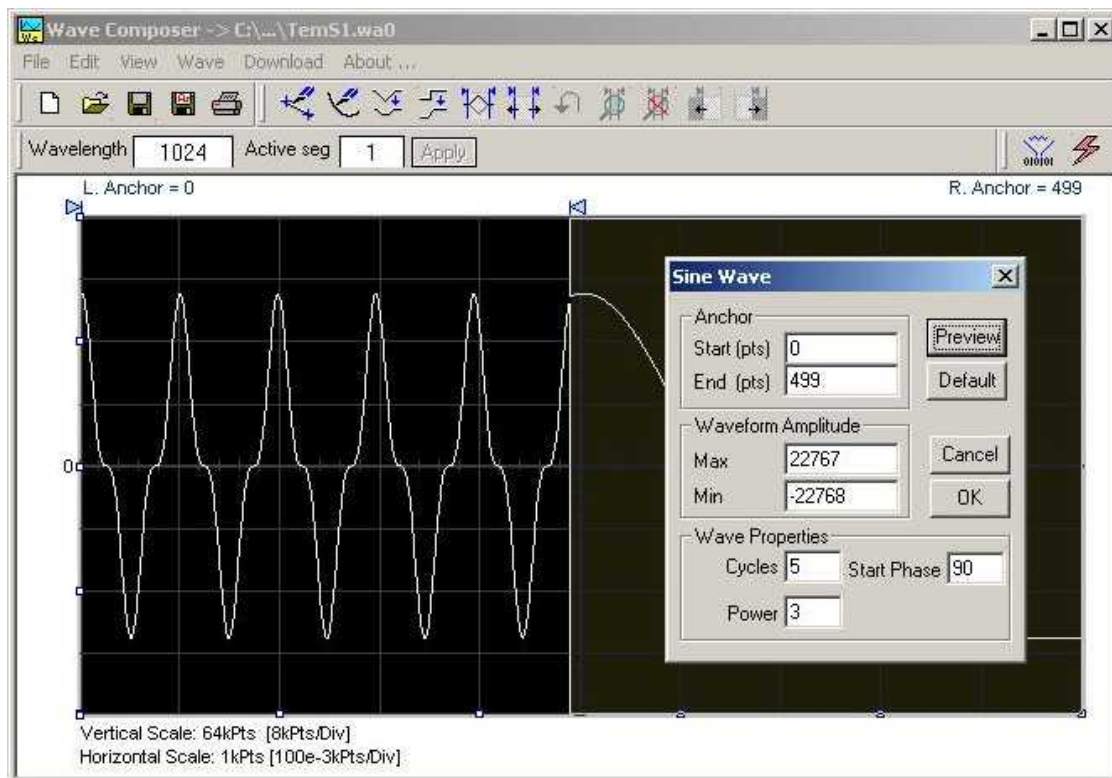 Wave Composer -> C:\...\TemS1.wa0
File Edit View Wave Download About ...
Wavelength 1024 Active seg 1 Apply
L. Anchor = 0 R. Anchor = 499
0
Sine Wave
Anchor
Start (pts) 0
End (pts) 499
Preview
Default
Waveform Amplitude
Max 22767
Min -22768
Cancel
OK
Wave Properties
Cycles 5 Start Phase 90
Power 3
Vertical Scale: 64kPts [8kPts/Div]
Horizontal Scale: 1kPts [100e-3kPts/Div]